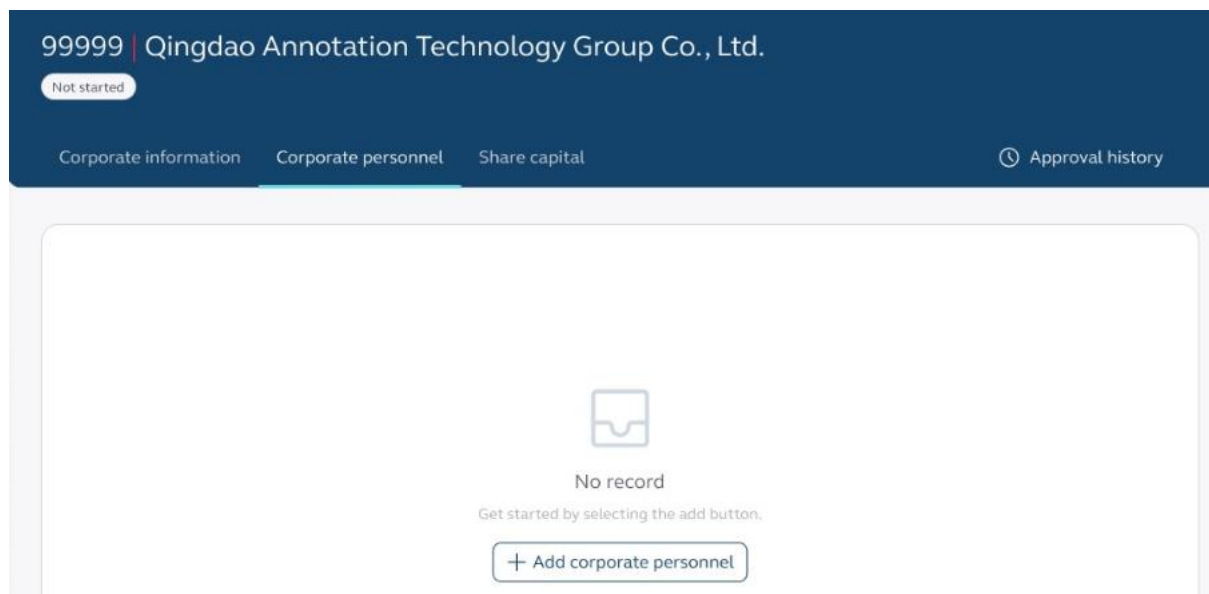 99999 | Qingdao Annotation Technology Group Co., Ltd.
Not started
Corporate information Corporate personnel Share capital Approval history
No record
Get started by selecting the add button.
+ Add corporate personnel